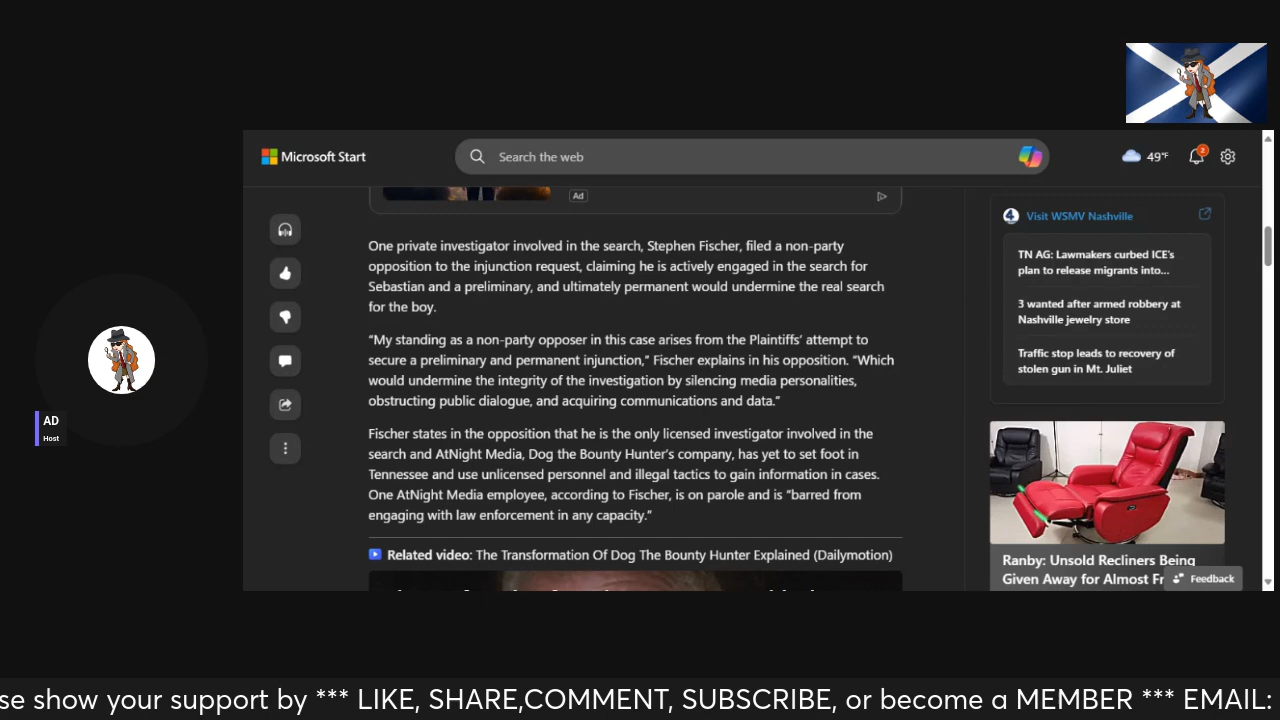 Microsoft Start
Search the web
49°F
2
Ad
One private investigator involved in the search, Stephen Fischer, filed a non-party
opposition to the injunction request, claiming he is actively engaged in the search for
Sebastian and a preliminary, and ultimately permanent would undermine the real search
for the boy.
“My standing as a non-party opposer in this case arises from the Plaintiffs’ attempt to
secure a preliminary and permanent injunction,” Fischer explains in his opposition. “Which
would undermine the integrity of the investigation by silencing media personalities,
obstructing public dialogue, and acquiring communications and data.”
Fischer states in the opposition that he is the only licensed investigator involved in the
search and AtNight Media, Dog the Bounty Hunter’s company, has yet to set foot in
Tennessee and use unlicensed personnel and illegal tactics to gain information in cases.
One AtNight Media employee, according to Fischer, is on parole and is “barred from
engaging with law enforcement in any capacity.”
Related video: The Transformation Of Dog The Bounty Hunter Explained (Dailymotion)
4
Visit WSMV Nashville
TN AG: Lawmakers curbed ICE’s
plan to release migrants into...
3 wanted after armed robbery at
Nashville jewelry store
Traffic stop leads to recovery of
stolen gun in Mt. Juliet
Ranby: Unsold Recliners Being
Given Away for Almost Fr
Feedback
AD
Host
se show your support by *** LIKE, SHARE,COMMENT, SUBSCRIBE, or become a MEMBER *** EMAIL: